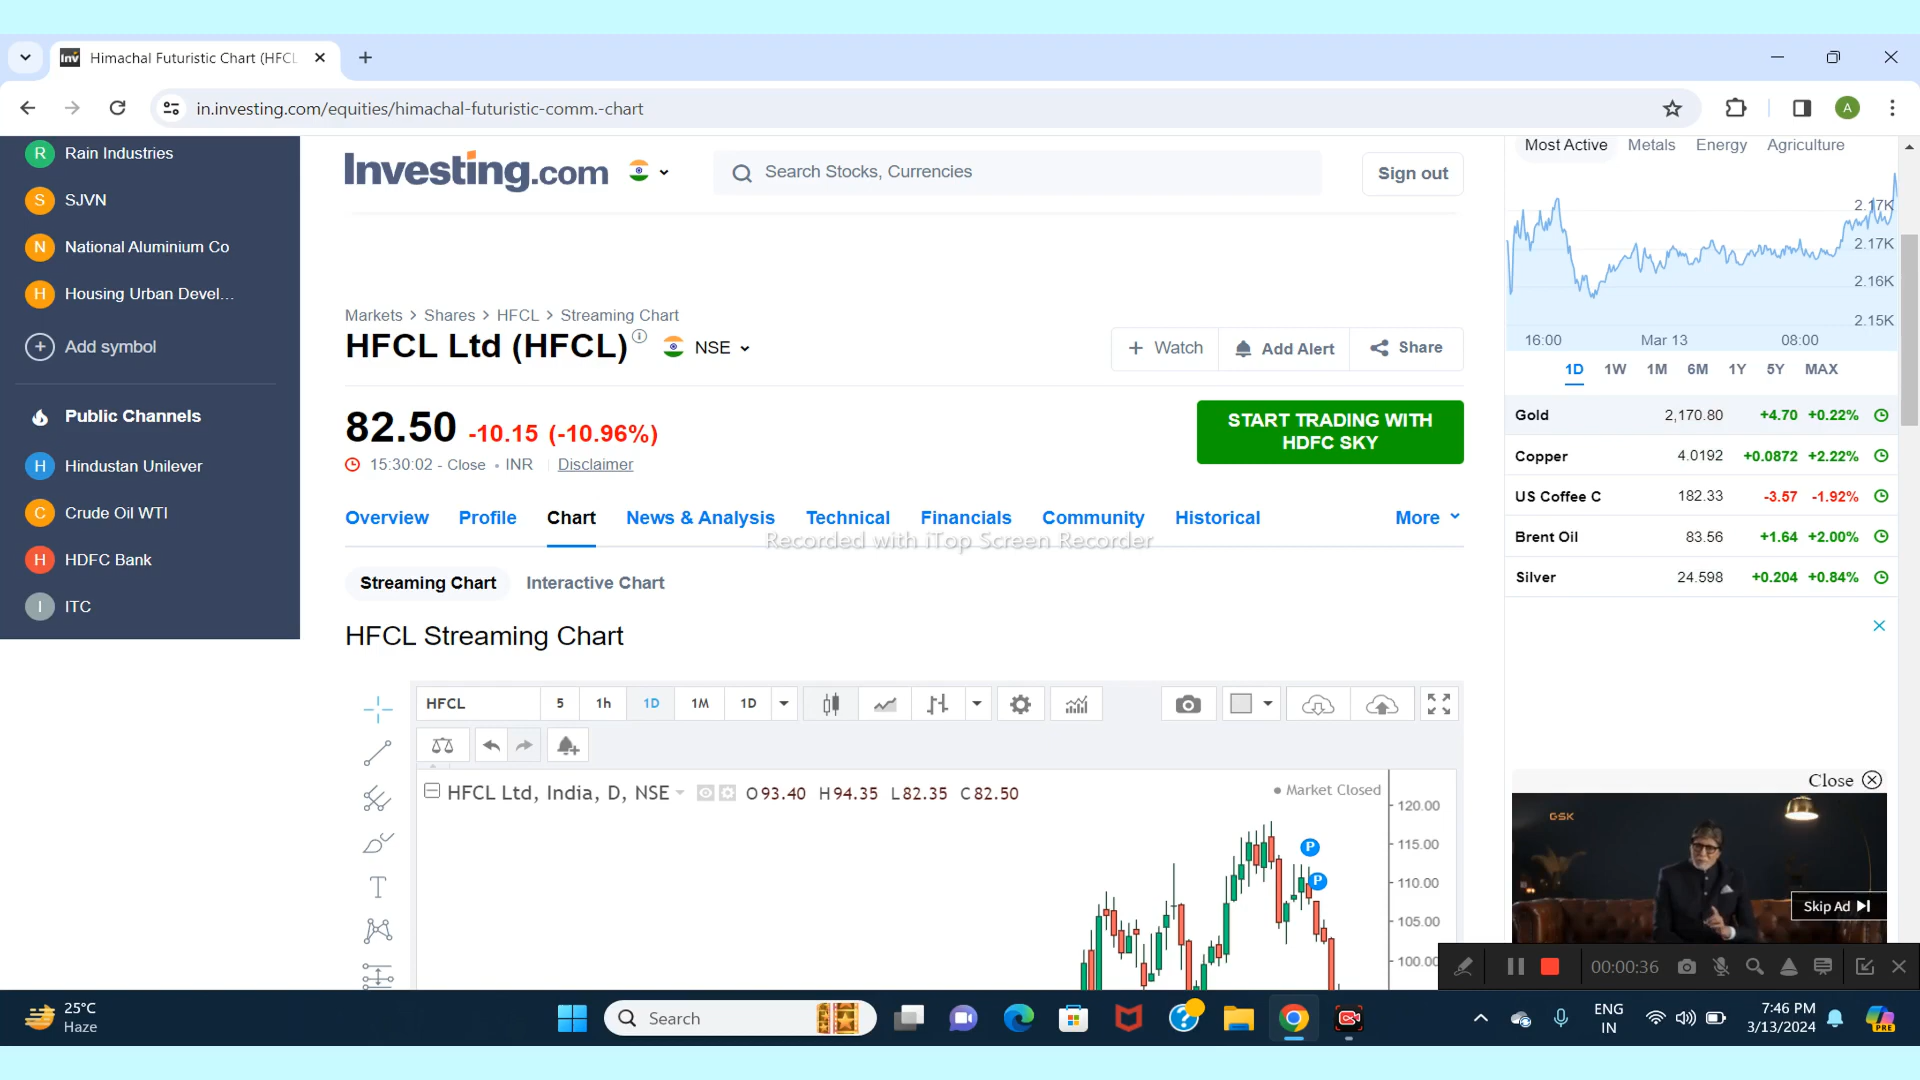 Himachal Futuristic Chart (HFCL
in.investing.com/equities/himachal-futuristic-comm.-chart
R Rain Industries
S SJVN
N National Aluminium Co
H Housing Urban Devel...
+ Add symbol
Public Channels
H Hindustan Unilever
C Crude Oil WTI
H HDFC Bank
I ITC
Investing.com
Search Stocks, Currencies
Sign out
Markets > Shares > HFCL > Streaming Chart
HFCL Ltd (HFCL) NSE
+ Watch
Add Alert
Share
82.50 -10.15 (-10.96%)
15:30:02 - Close • INR Disclaimer
START TRADING WITH
HDFC SKY
Overview Profile Chart News & Analysis Technical Financials Community Historical More
Recorded with iTop Screen Recorder
Streaming Chart Interactive Chart
HFCL Streaming Chart
HFCL 5 1h 1D 1M 1D
HFCL Ltd, India, D, NSE O93.40 H94.35 L82.35 C82.50
Market Closed
120.00
115.00
110.00
105.00
100.00
P
P
Most Active Metals Energy Agriculture
2.17K
2.17K
2.16K
2.15K
16:00 Mar 13 08:00
1D 1W 1M 6M 1Y 5Y MAX
Gold 2,170.80 +4.70 +0.22%
Copper 4.0192 +0.0872 +2.22%
US Coffee C 182.33 -3.57 -1.92%
Brent Oil 83.56 +1.64 +2.00%
Silver 24.598 +0.204 +0.84%
Close
GSK
Skip Ad
00:00:36
25°C
Haze
Search
ENG
IN
7:46 PM
3/13/2024
A
PRE